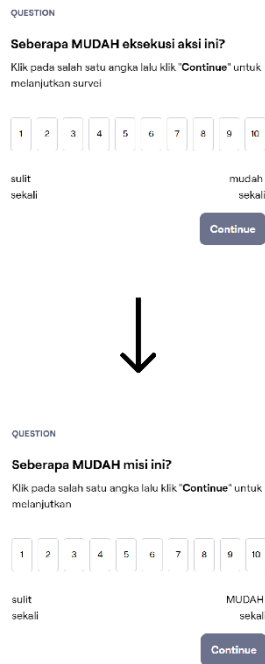 QUESTION
Seberapa MUDAH eksekusi aksi ini?
Klik pada salah satu angka lalu klik "Continue" untuk
melanjutkan survei
1 2 3 4 5 6 7 8 9 10
sulit mudah
sekali sekali
Continue
QUESTION
Seberapa MUDAH misi ini?
Klik pada salah satu angka lalu klik "Continue" untuk
melanjutkan
1 2 3 4 5 6 7 8 9 10
sulit MUDAH
sekali sekali
Continue